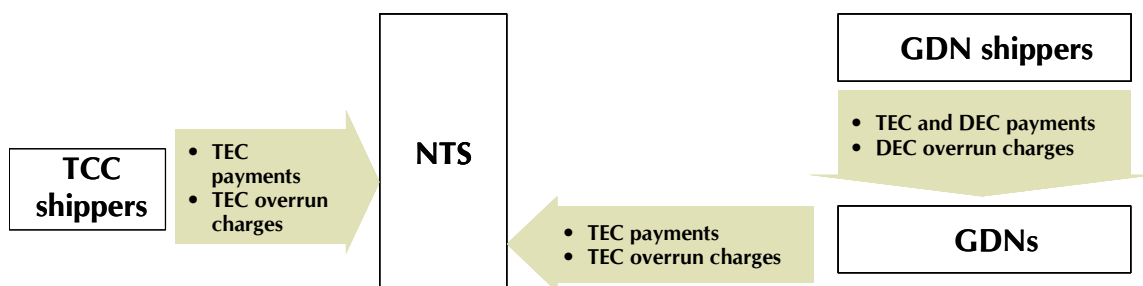 TCC
shippers
• TEC
payments
• TEC overrun
charges
NTS
GDN shippers
• TEC and DEC payments
• DEC overrun charges
GDNs
• TEC payments
• TEC overrun charges